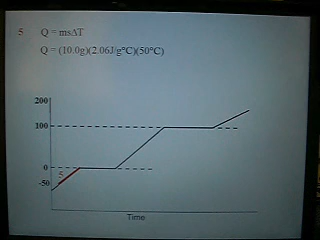 5 Q = msΔT
Q = (10.0g)(2.06J/g°C)(50°C)
200
100
0
5
-50
Time